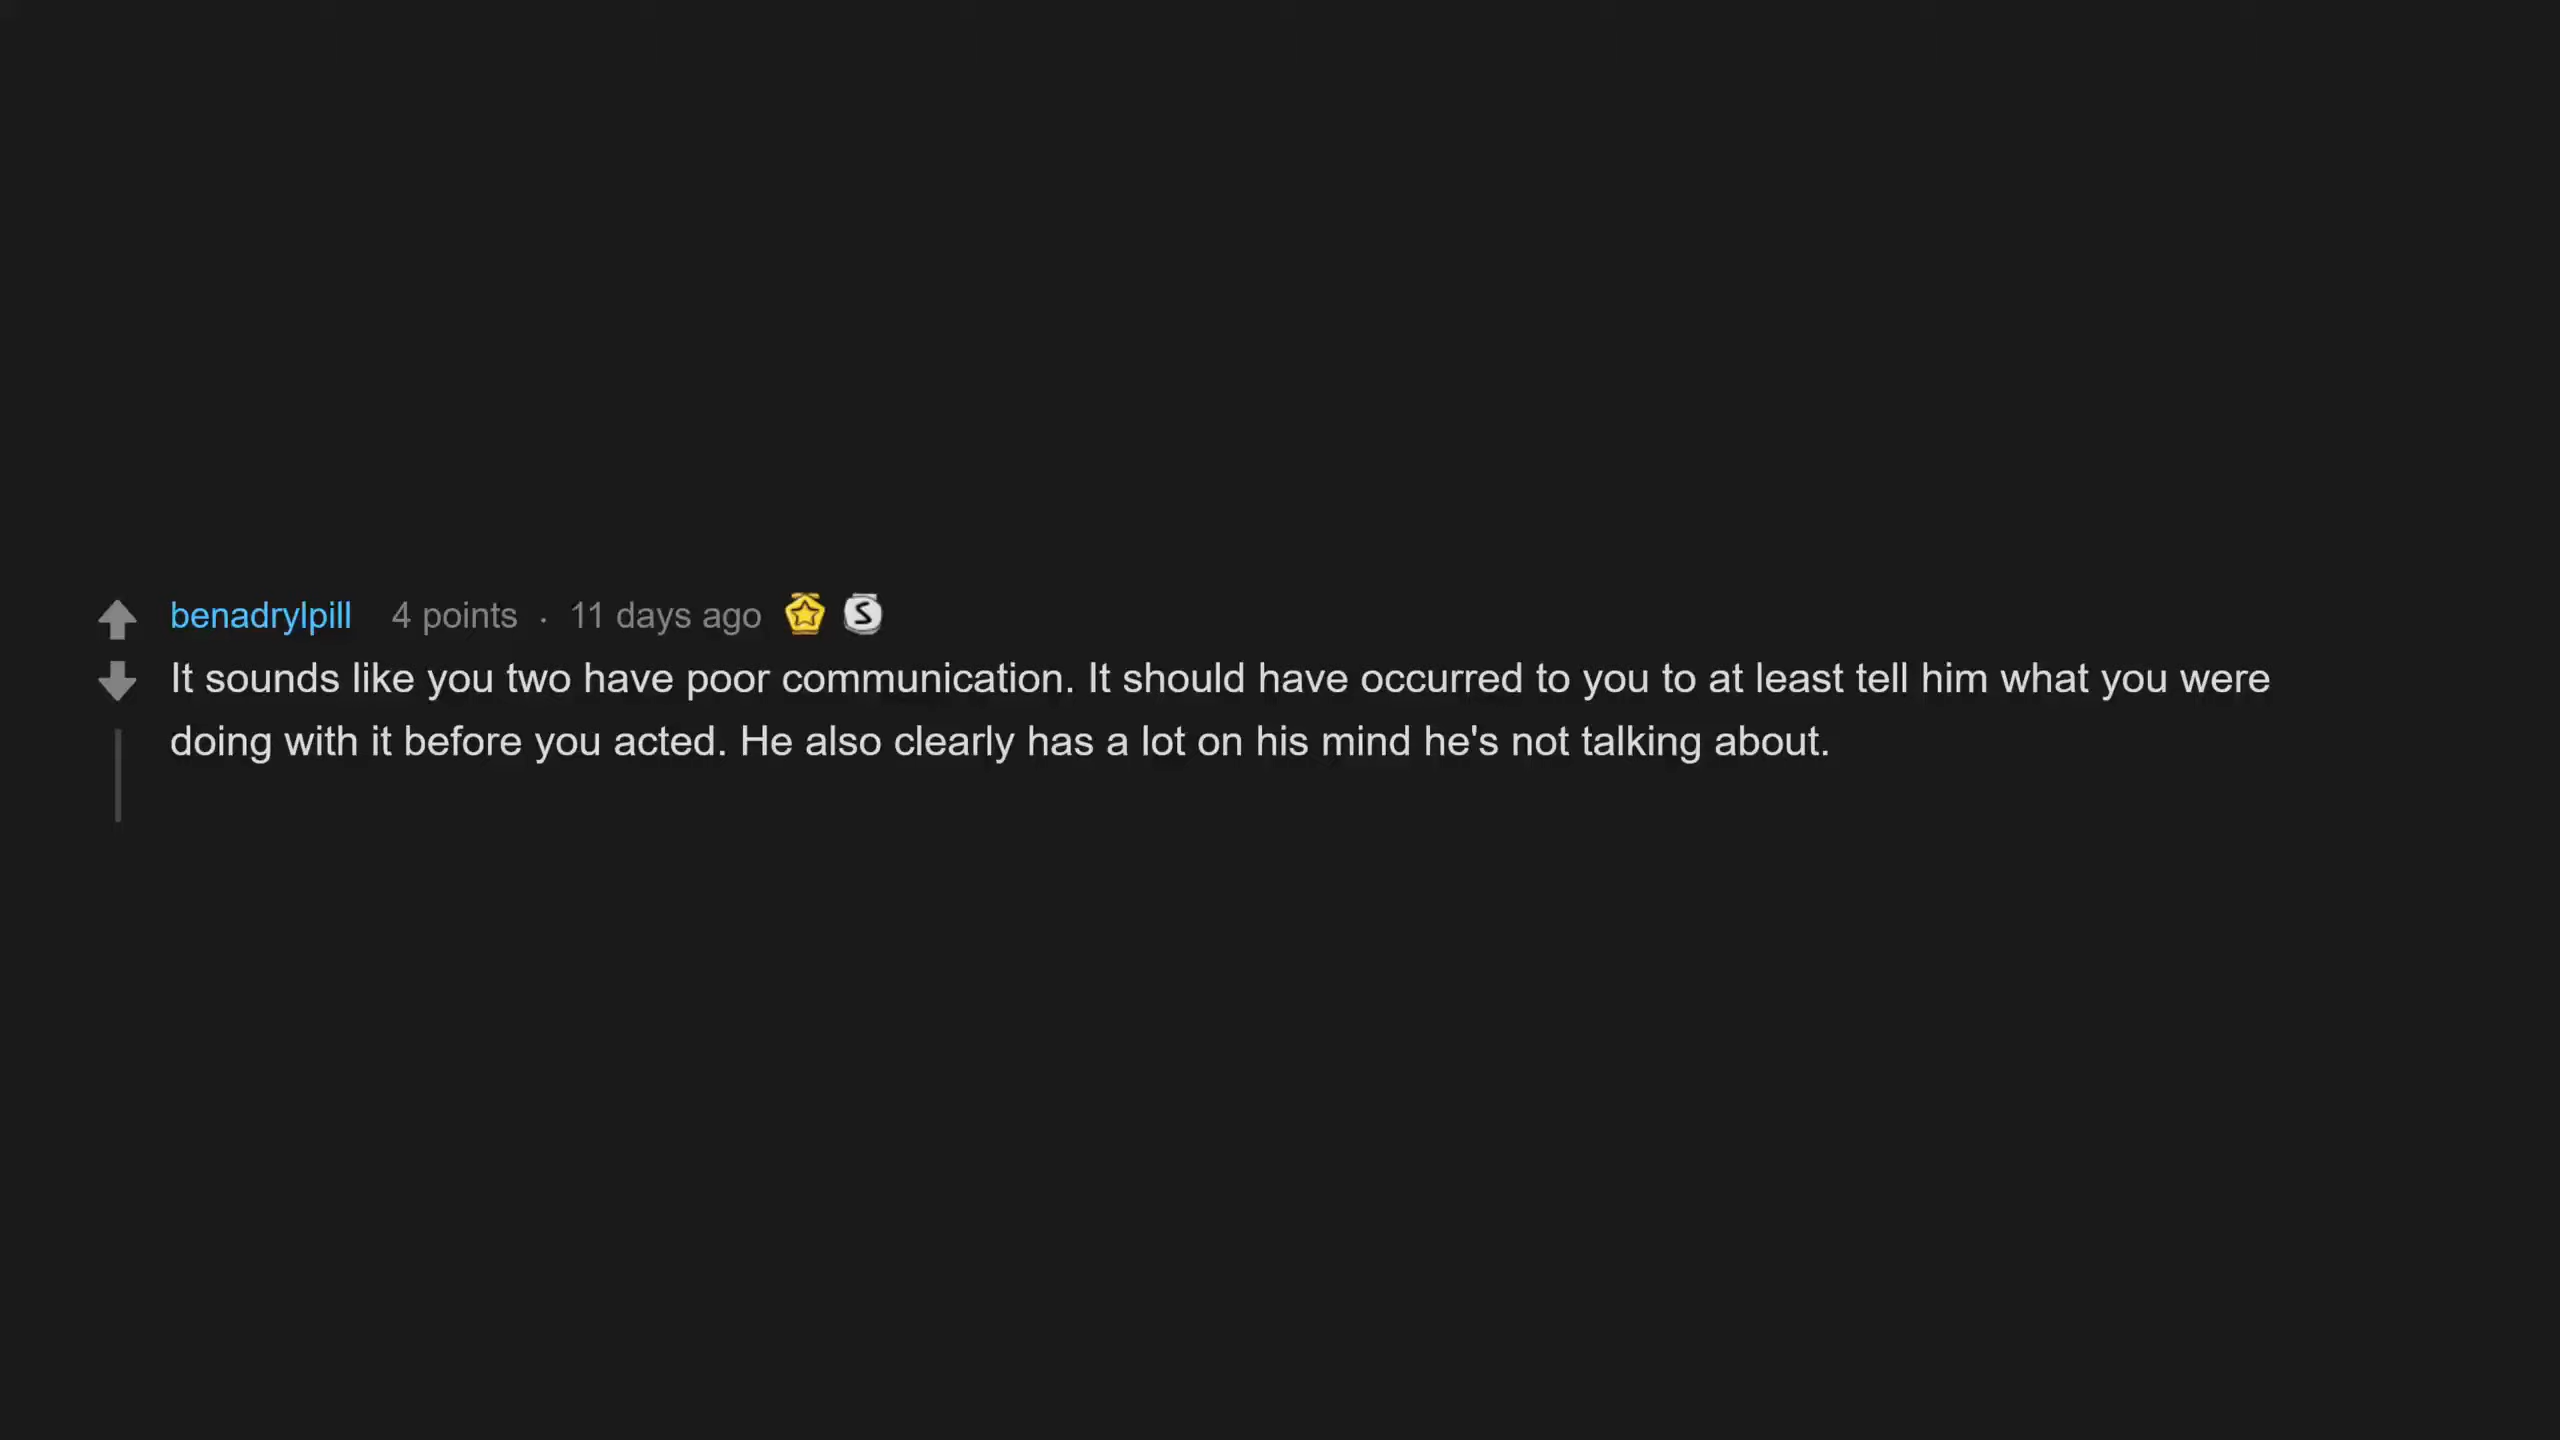 benadrylpill 4 points · 11 days ago S
It sounds like you two have poor communication. It should have occurred to you to at least tell him what you were
doing with it before you acted. He also clearly has a lot on his mind he's not talking about.